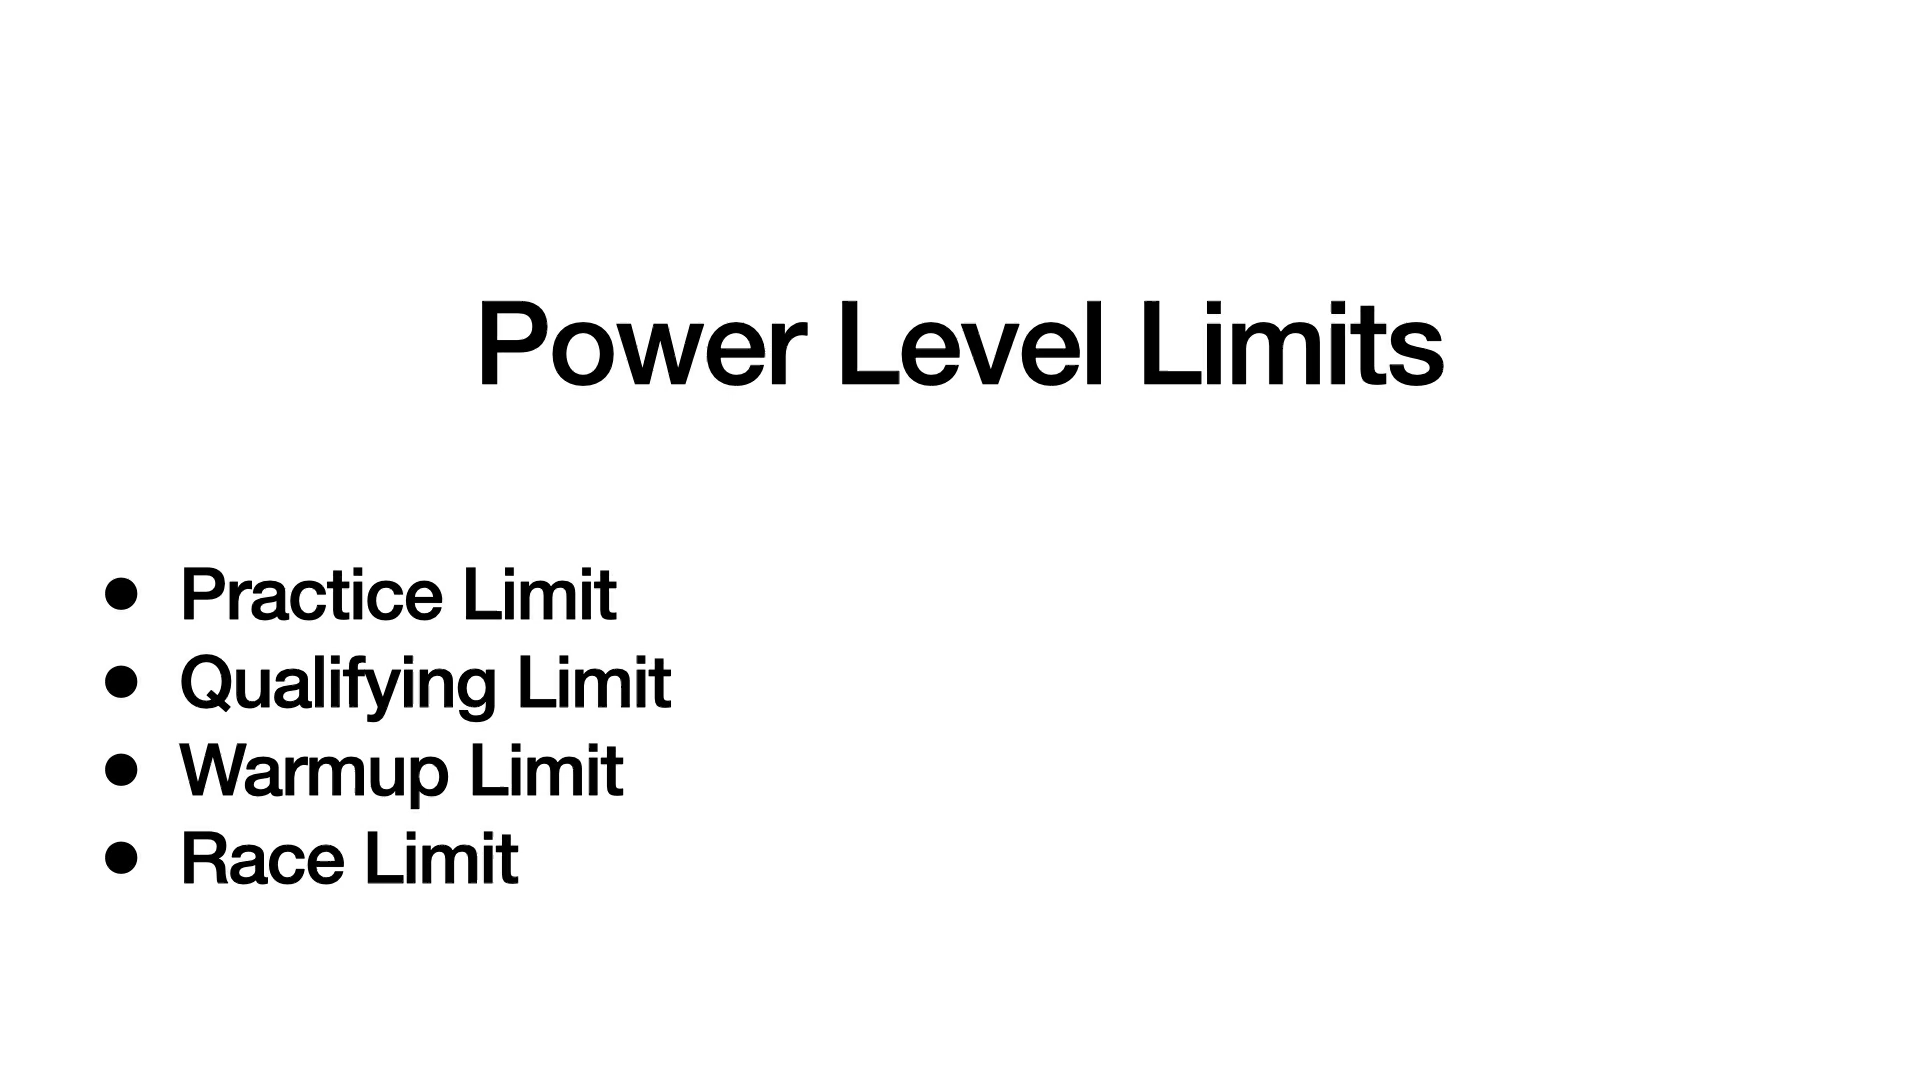 Power Level Limits
● Practice Limit
● Qualifying Limit
● Warmup Limit
● Race Limit